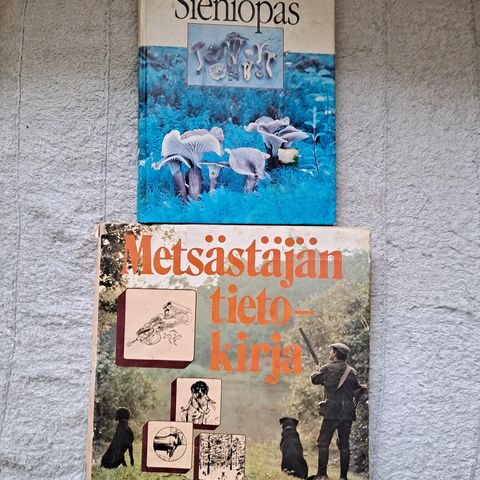 Sieniopas
Metsästäjän
tieto-
kirja